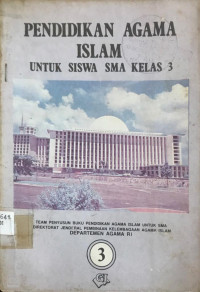 PENDIDIKAN AGAMA
ISLAM
UNTUK SISWA SMA KELAS 3
TEAM PENYUSUN BUKU PENDIDIKAN AGAMA ISLAM UNTUK SMA
DIREKTORAT JENDERAL PEMBINAAN KELEMBAGAAN AGAMA ISLAM
DEPARTEMEN AGAMA RI
3